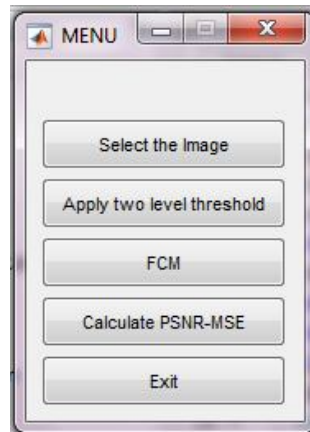 MENU
Select the Image
Apply two level threshold
FCM
Calculate PSNR-MSE
Exit